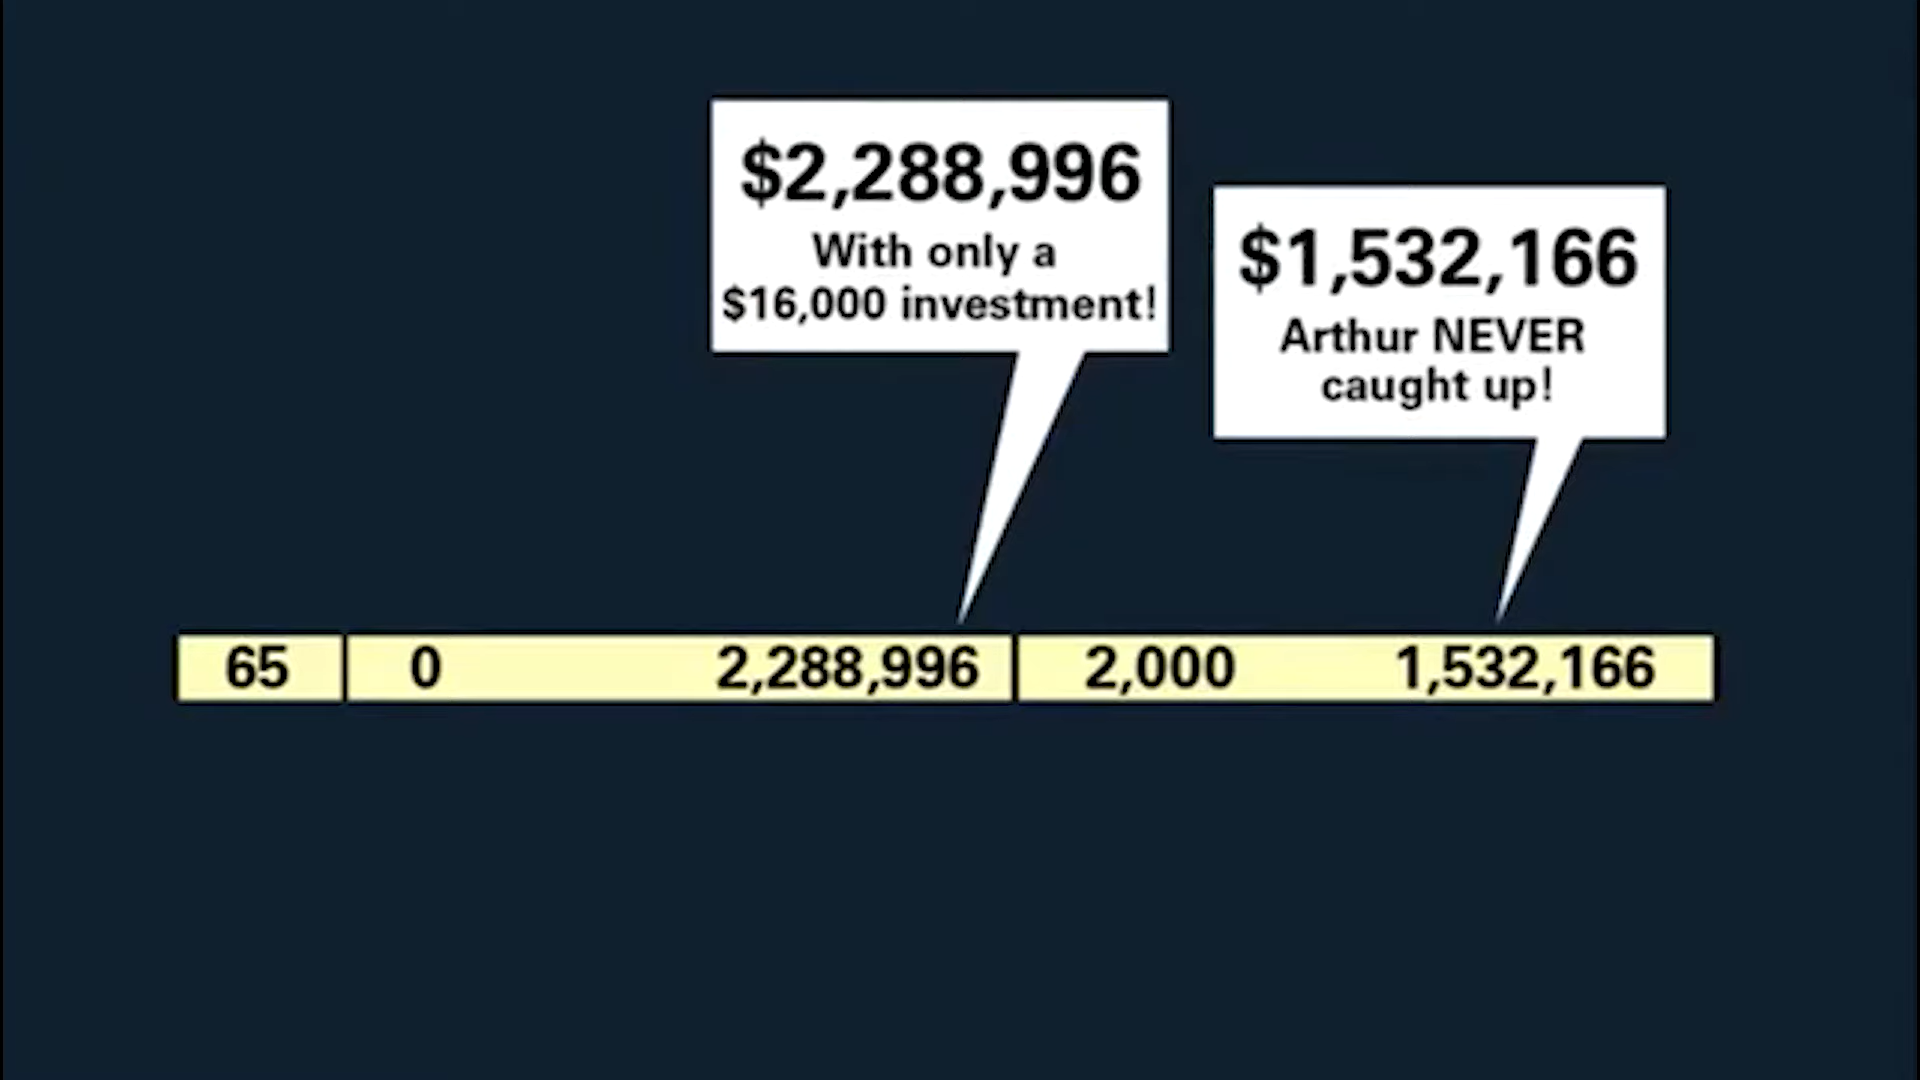 $2,288,996
With only a
$16,000 investment!
$1,532,166
Arthur NEVER
caught up!
65 0 2,288,996 2,000 1,532,166